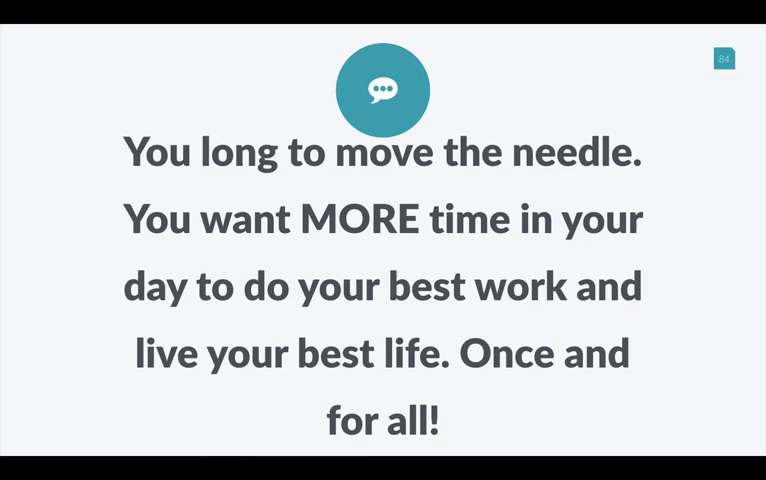 84
You long to move the needle.
You want MORE time in your
day to do your best work and
live your best life. Once and
for all!